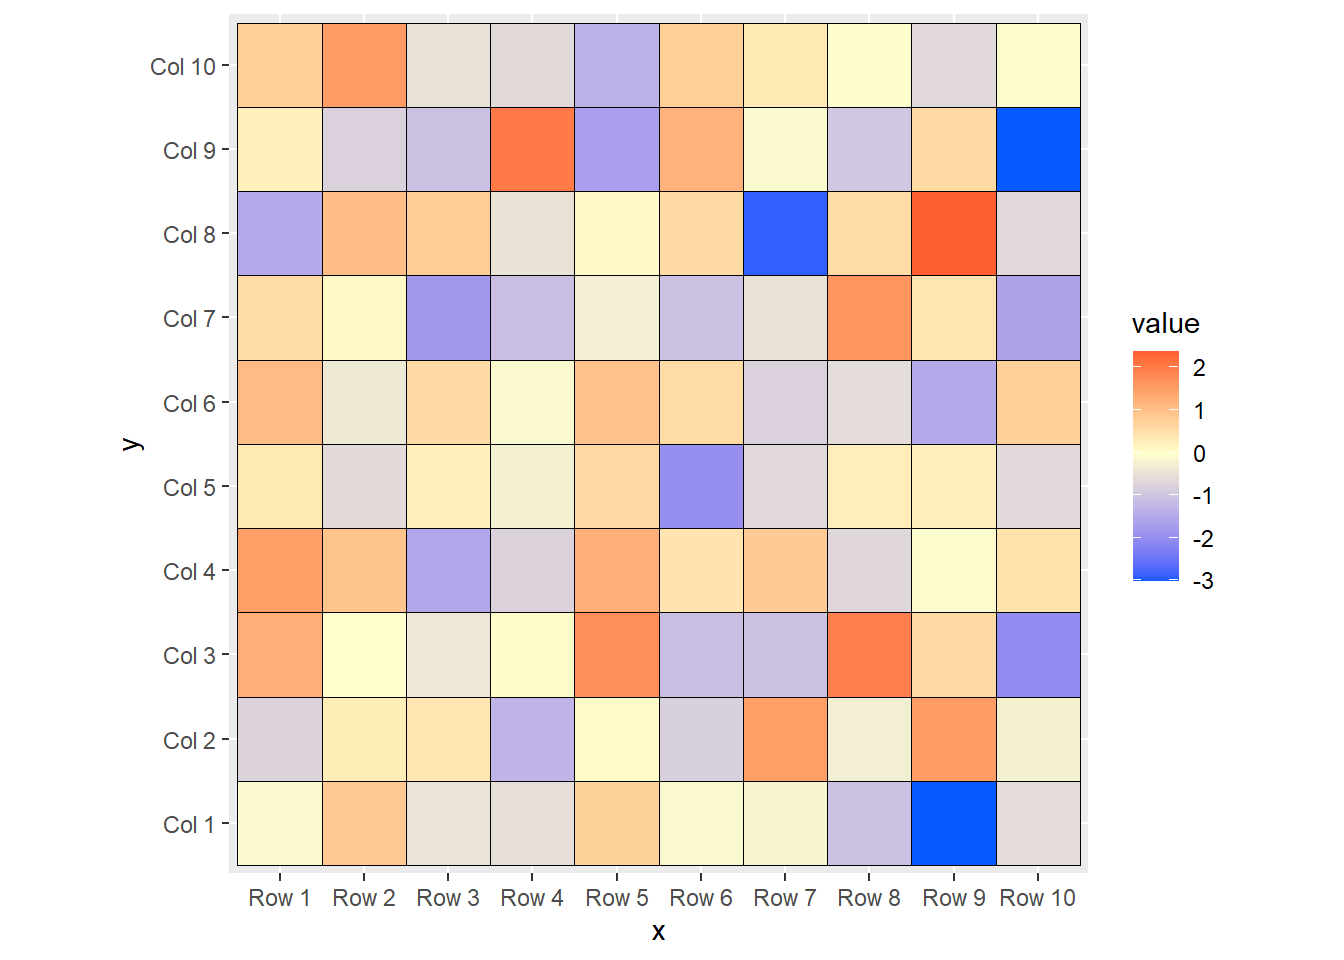 Col 10
Col 9
Col 8
Col 7
Col 6
Col 5
Col 4
Col 3
Col 2
Col 1
y
Row 1 Row 2 Row 3 Row 4 Row 5 Row 6 Row 7 Row 8 Row 9 Row 10
x
value
2
1
0
-1
-2
-3